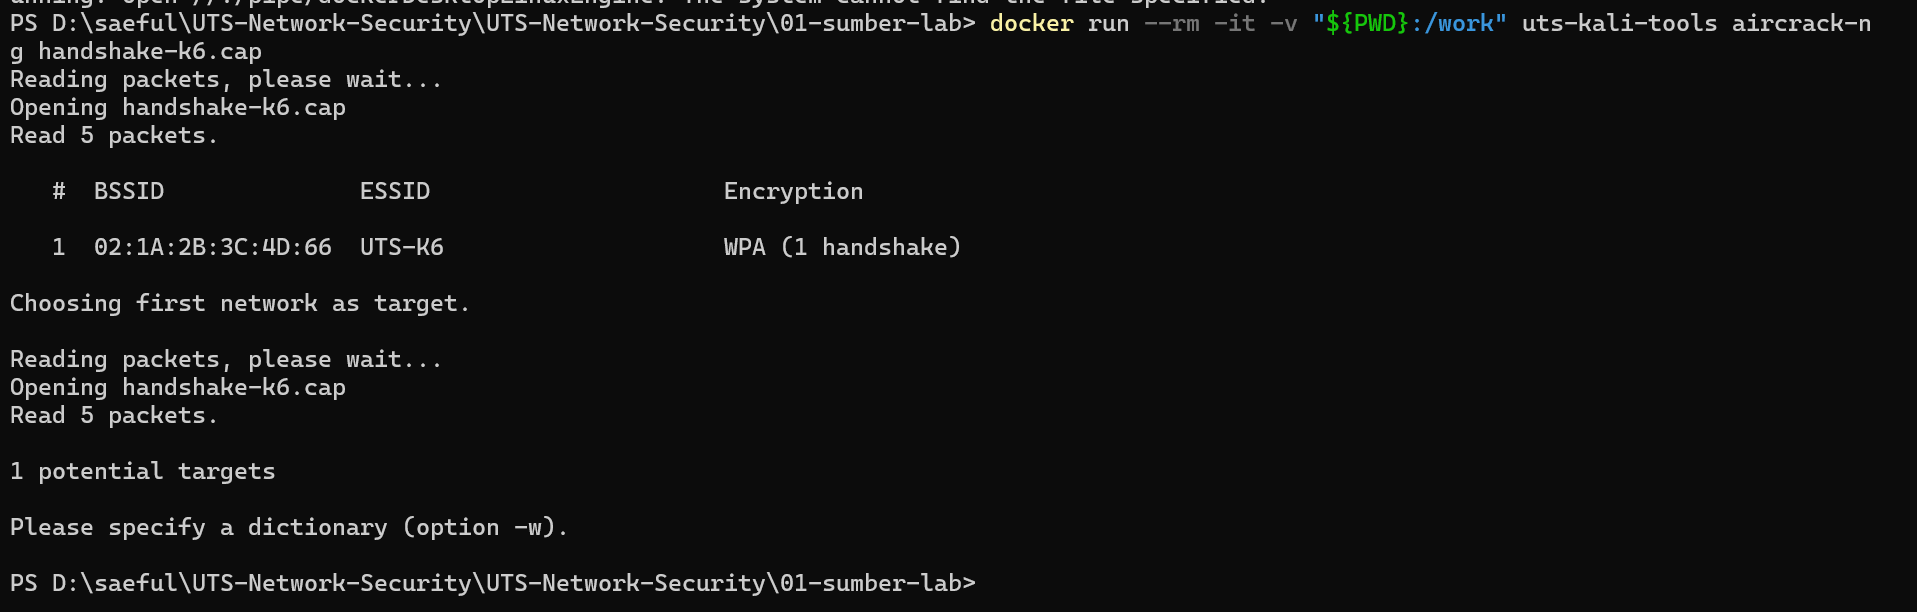 PS D:\saeful\UTS-Network-Security\UTS-Network-Security\01-sumber-lab> docker run --rm -it -v "${PWD}:/work" uts-kali-tools aircrack-n
g handshake-k6.cap
Reading packets, please wait...
Opening handshake-k6.cap
Read 5 packets.
# BSSID ESSID Encryption
1 02:1A:2B:3C:4D:66 UTS-K6 WPA (1 handshake)
Choosing first network as target.
Reading packets, please wait...
Opening handshake-k6.cap
Read 5 packets.
1 potential targets
Please specify a dictionary (option -w).
PS D:\saeful\UTS-Network-Security\UTS-Network-Security\01-sumber-lab>